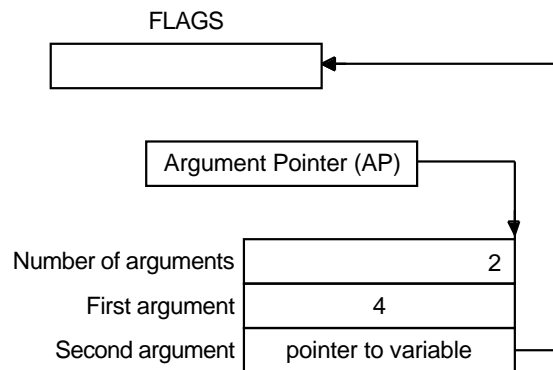 FLAGS
Argument Pointer (AP)
Number of arguments 2
First argument 4
Second argument pointer to variable